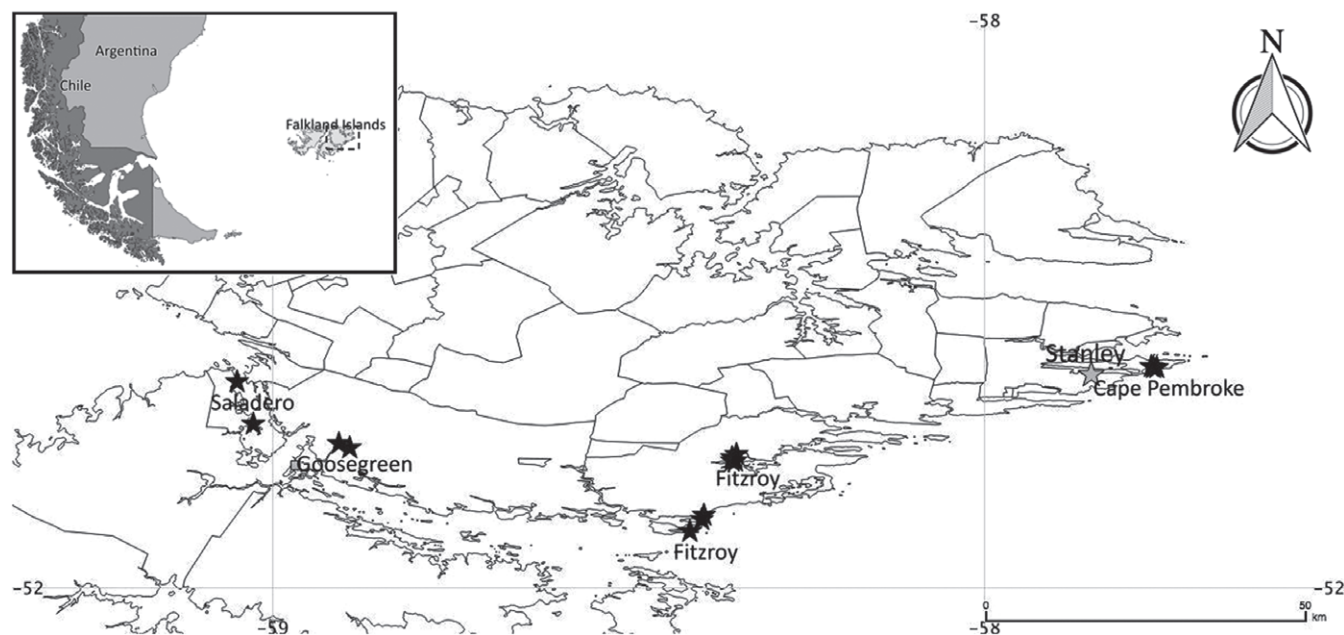 -58
N
Argentina
Chile
Falkland Islands
Stanley
Cape Pembroke
Saladero
Goosegreen
Fitzroy
Fitzroy
-52
-52
0
50
km
-59
-58